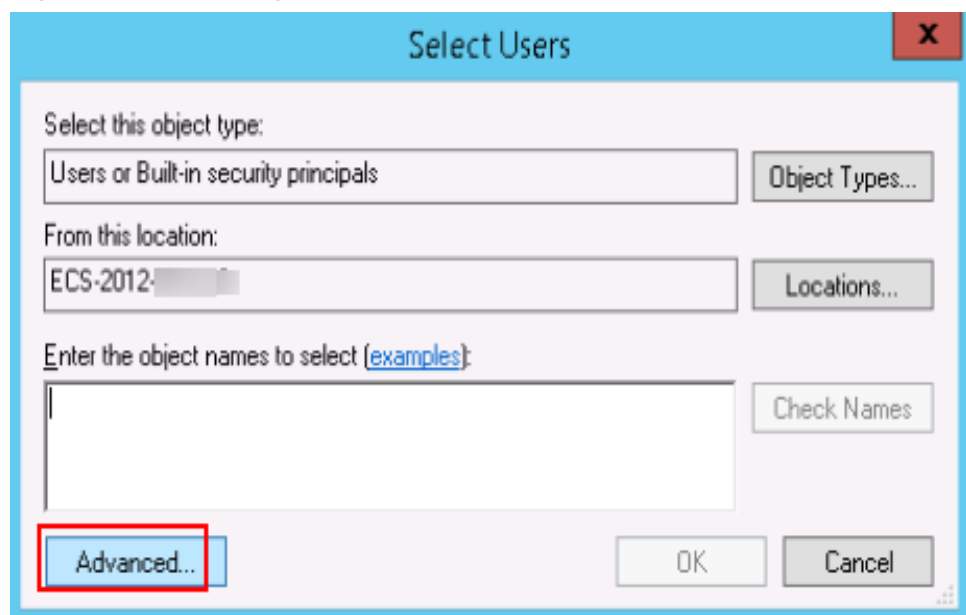 Select Users
x
Select this object type:
Users or Built-in security principals
Object Types...
From this location:
ECS-2012-
Locations...
Enter the object names to select (examples):
Check Names
Advanced...
OK
Cancel